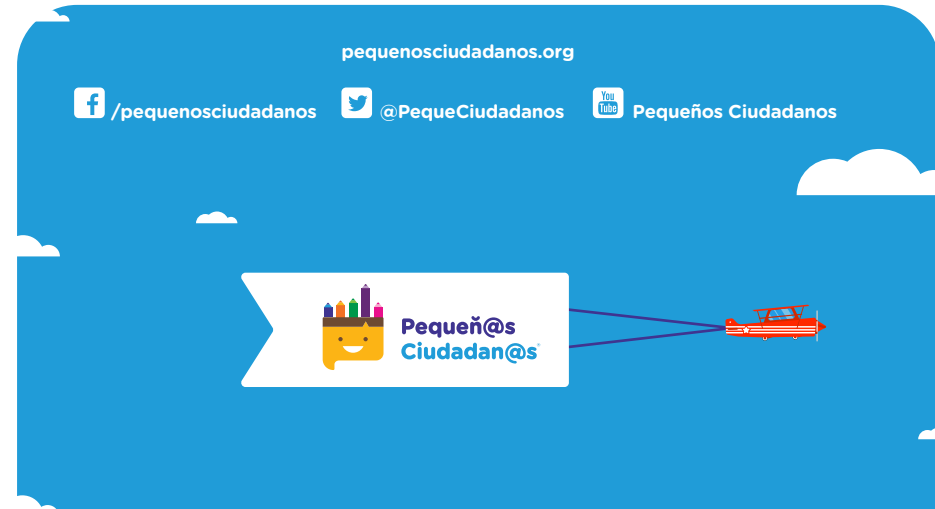 pequenosciudadanos.org
/pequenosciudadanos @PequeCiudadanos You Tube Pequeños Ciudadanos
Pequeñ@s
Ciudadan@s